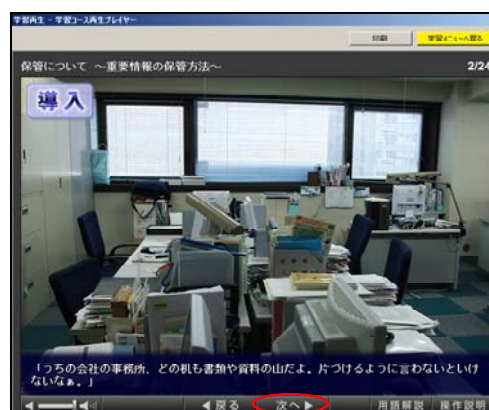 学習再生 - 学習コース再生プレイヤー
印刷
学習メニューへ戻る
保管について ～重要情報の保管方法～
2/24
導入
「うちの会社の事務所、どの机も書類や資料の山だよ。片づけるように言わないといけ
ないなぁ。」
◀戻る 次へ▶ 用語解説 操作説明